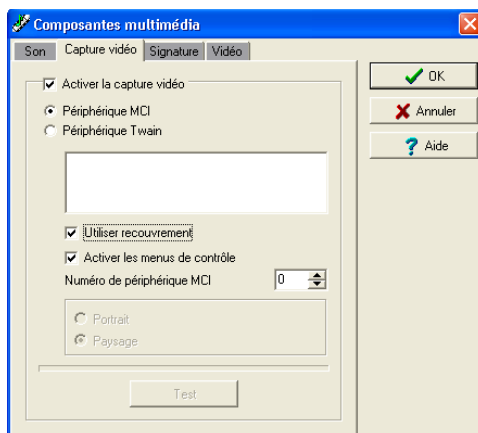 Composantes multimédia
Son Capture vidéo Signature Vidéo
Activer la capture vidéo
Périphérique MCI
Périphérique Twain
Utiliser recouvrement
Activer les menus de contrôle
Numéro de périphérique MCI 0
Portrait
Paysage
Test
OK
Annuler
? Aide